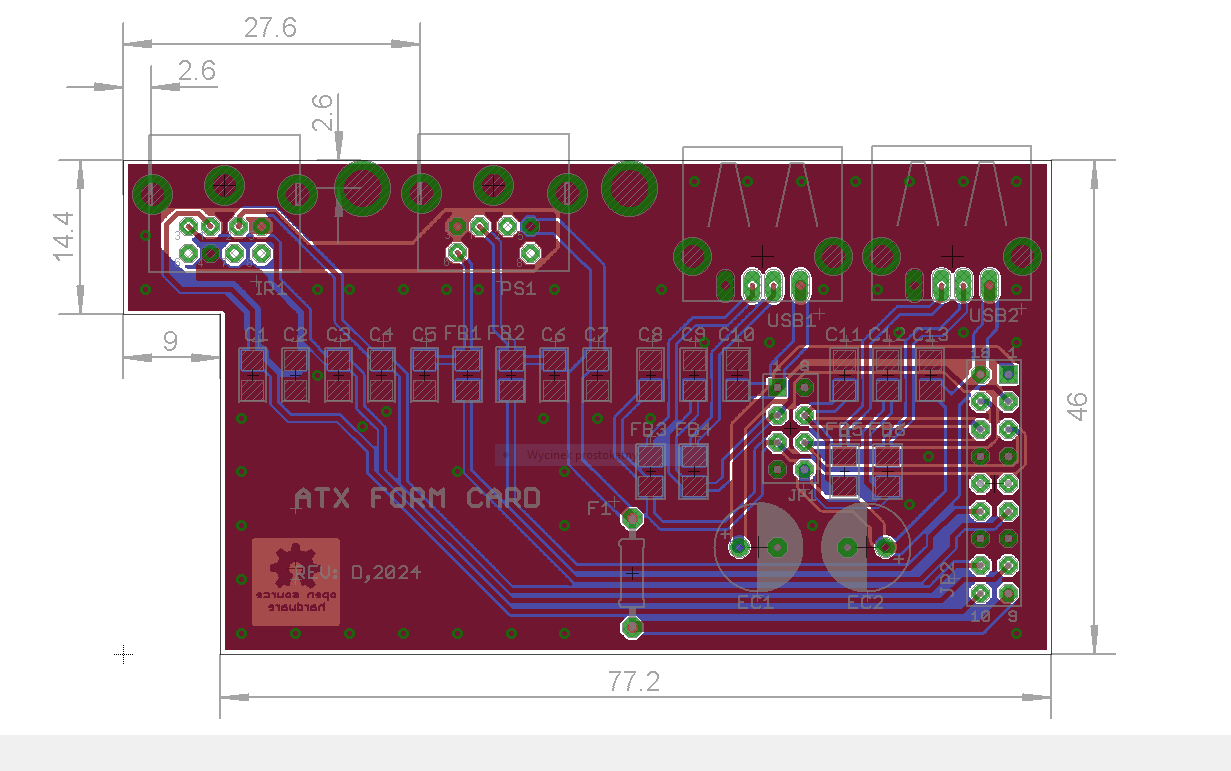 27.6
2.6
2.6
14.4
IR1
PS1
USB1
USB2
C1 C2 C3 C4 C5 FB1 FB2 C6 C7 C8 C9 C10 C11 C12 C13
9
18 1
46
FB3 FB4 FB5 FB6
Wycinek prostokątny
ATX FORM CARD
JP1
F1
REV: D,2024
open source
hardware
EC1 EC2
JP2
10 9
77.2